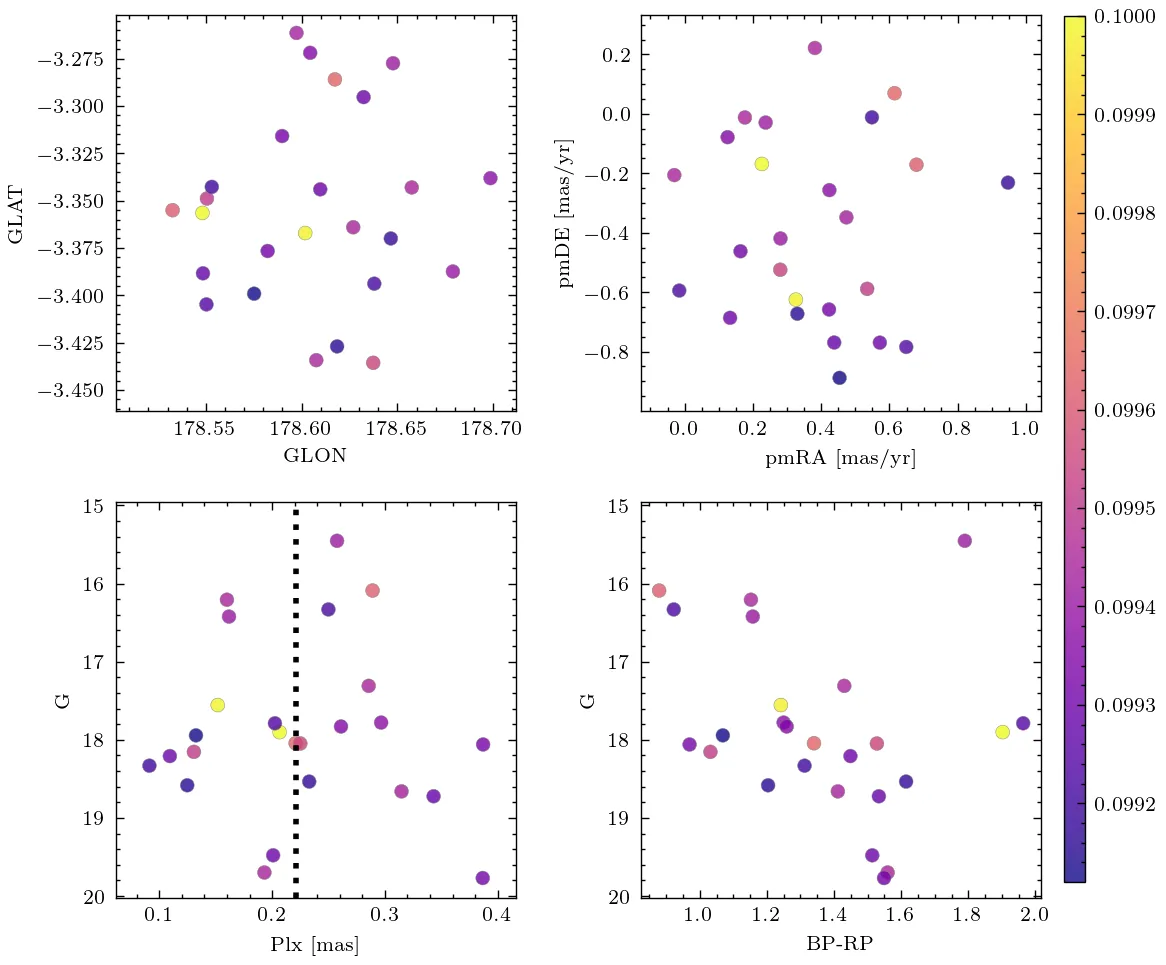 −3.275
−3.300
−3.325
−3.350
−3.375
−3.400
−3.425
−3.450
GLAT
178.55 178.60 178.65 178.70
GLON
0.2
0.0
−0.2
−0.4
−0.6
−0.8
pmDE [mas/yr]
0.0 0.2 0.4 0.6 0.8 1.0
pmRA [mas/yr]
15
16
17
18
19
20
G
0.1 0.2 0.3 0.4
Plx [mas]
15
16
17
18
19
20
G
1.0 1.2 1.4 1.6 1.8 2.0
BP-RP
0.1000
0.0999
0.0998
0.0997
0.0996
0.0995
0.0994
0.0993
0.0992